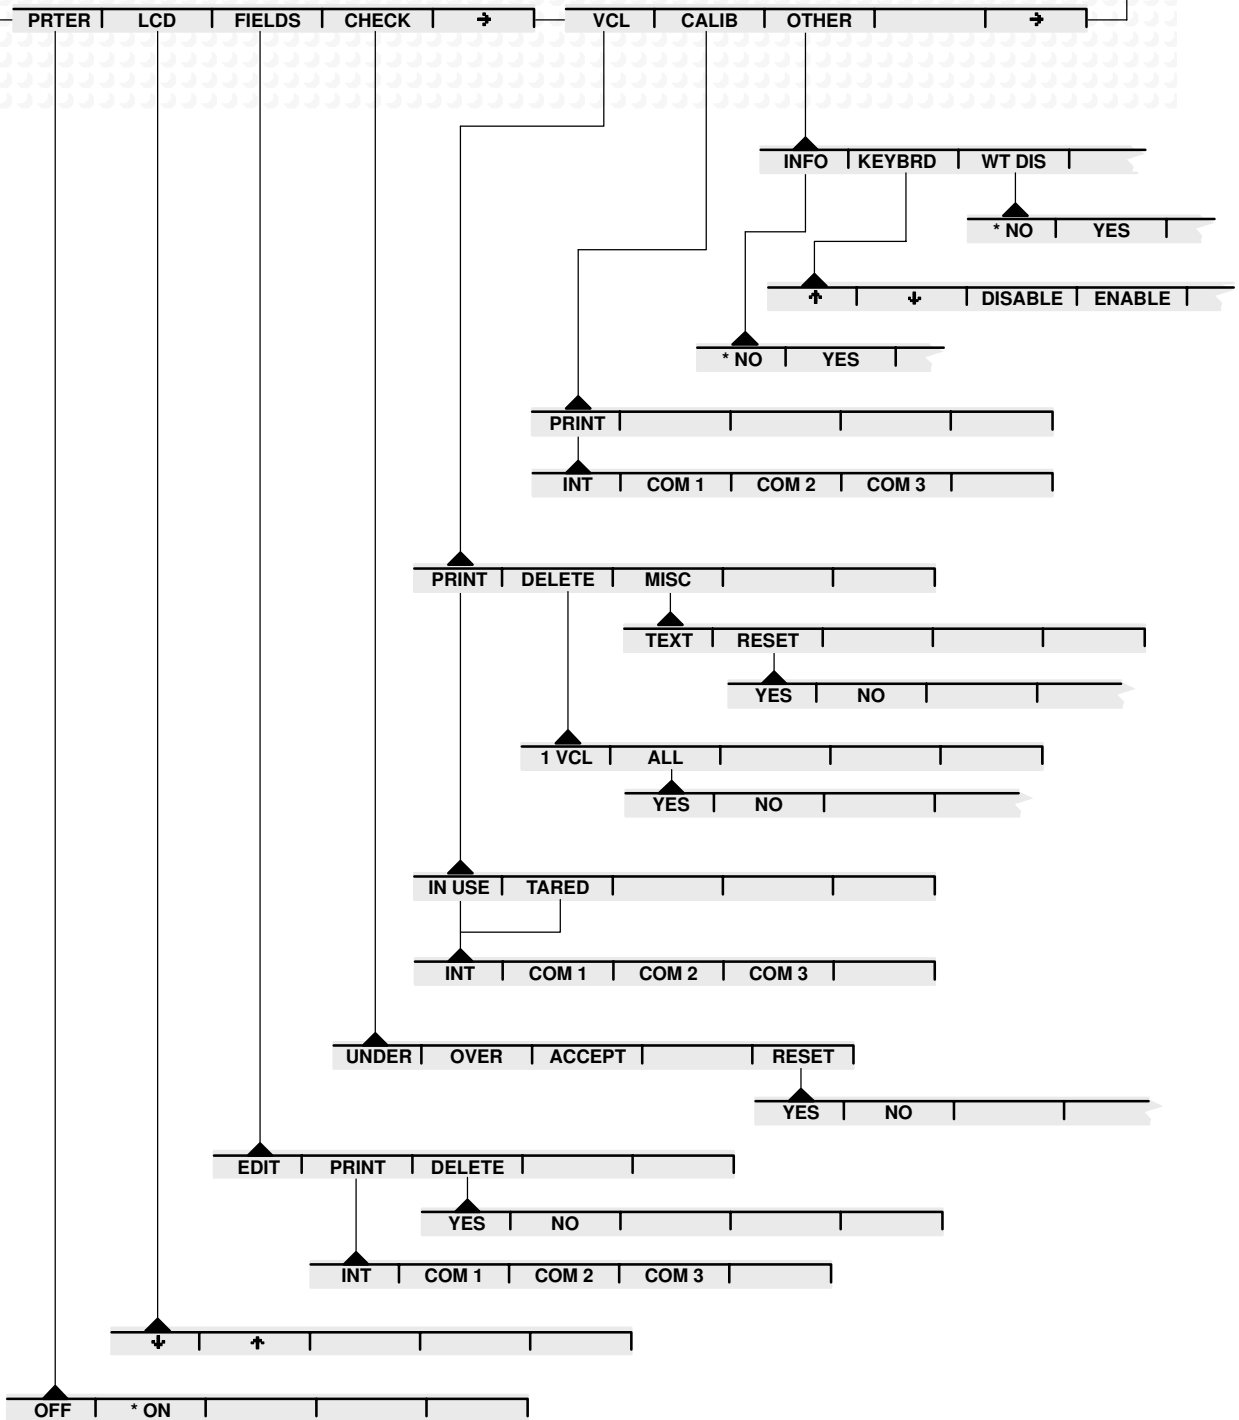 PRTER LCD FIELDS CHECK → VCL CALIB OTHER →
INFO KEYBRD WT DIS
* NO YES
↑ ↓ DISABLE ENABLE
* NO YES
PRINT
INT COM 1 COM 2 COM 3
PRINT DELETE MISC
TEXT RESET
YES NO
1 VCL ALL
YES NO
IN USE TARED
INT COM 1 COM 2 COM 3
UNDER OVER ACCEPT RESET
YES NO
EDIT PRINT DELETE
YES NO
INT COM 1 COM 2 COM 3
↓ ↑
OFF * ON